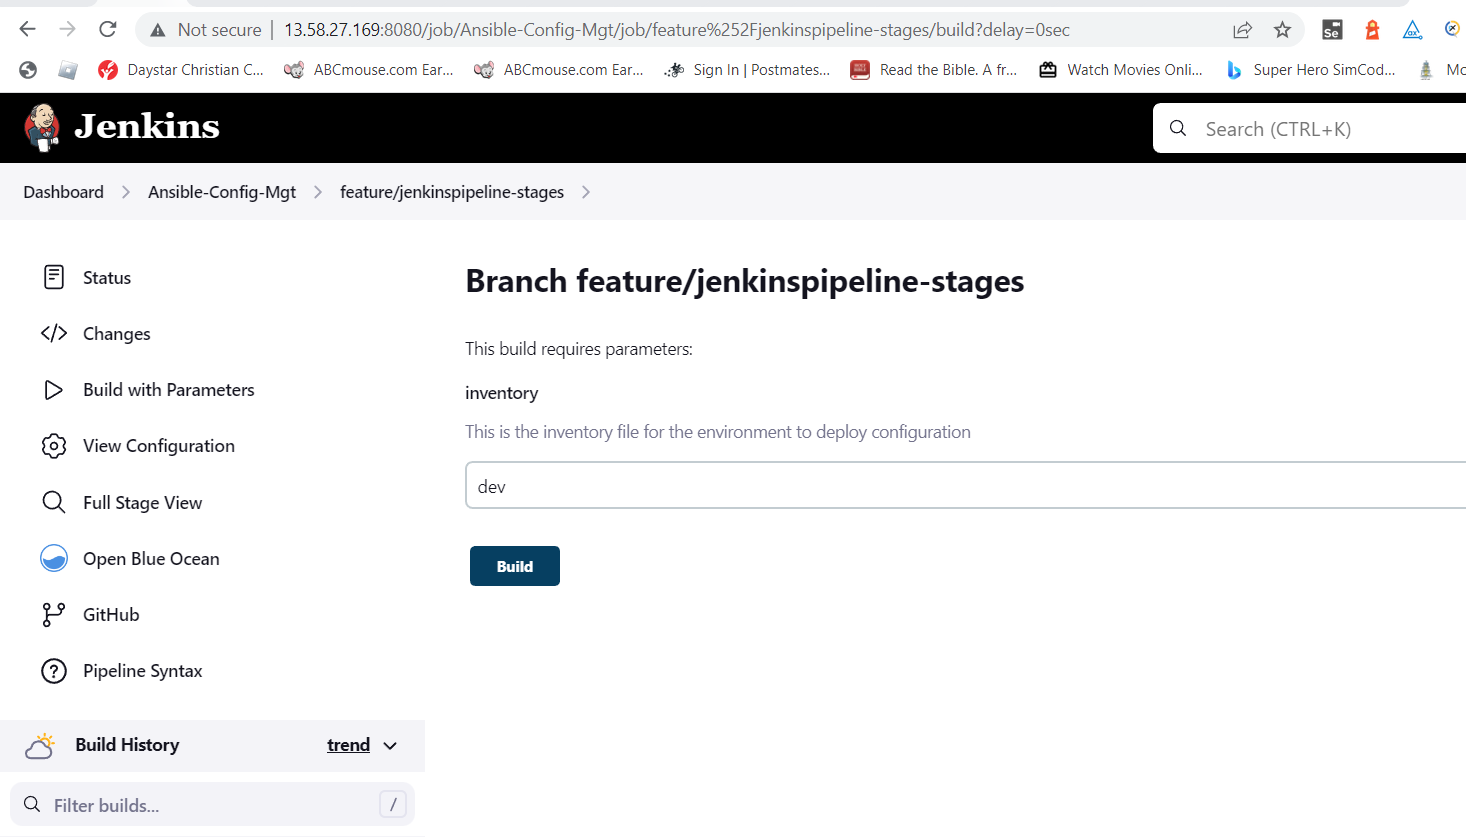 Not secure | 13.58.27.169:8080/job/Ansible-Config-Mgt/job/feature%252Fjenkinspipeline-stages/build?delay=0sec
Se
Daystar Christian C... ABCmouse.com Ear... ABCmouse.com Ear... Sign In | Postmates... Read the Bible. A fr... Watch Movies Onli... Super Hero SimCod... Mo
Jenkins
Search (CTRL+K)
Dashboard Ansible-Config-Mgt feature/jenkinspipeline-stages
Status
Changes
Build with Parameters
View Configuration
Full Stage View
Open Blue Ocean
GitHub
Pipeline Syntax
Build History trend
Filter builds... /
Branch feature/jenkinspipeline-stages
This build requires parameters:
inventory
This is the inventory file for the environment to deploy configuration
dev
Build